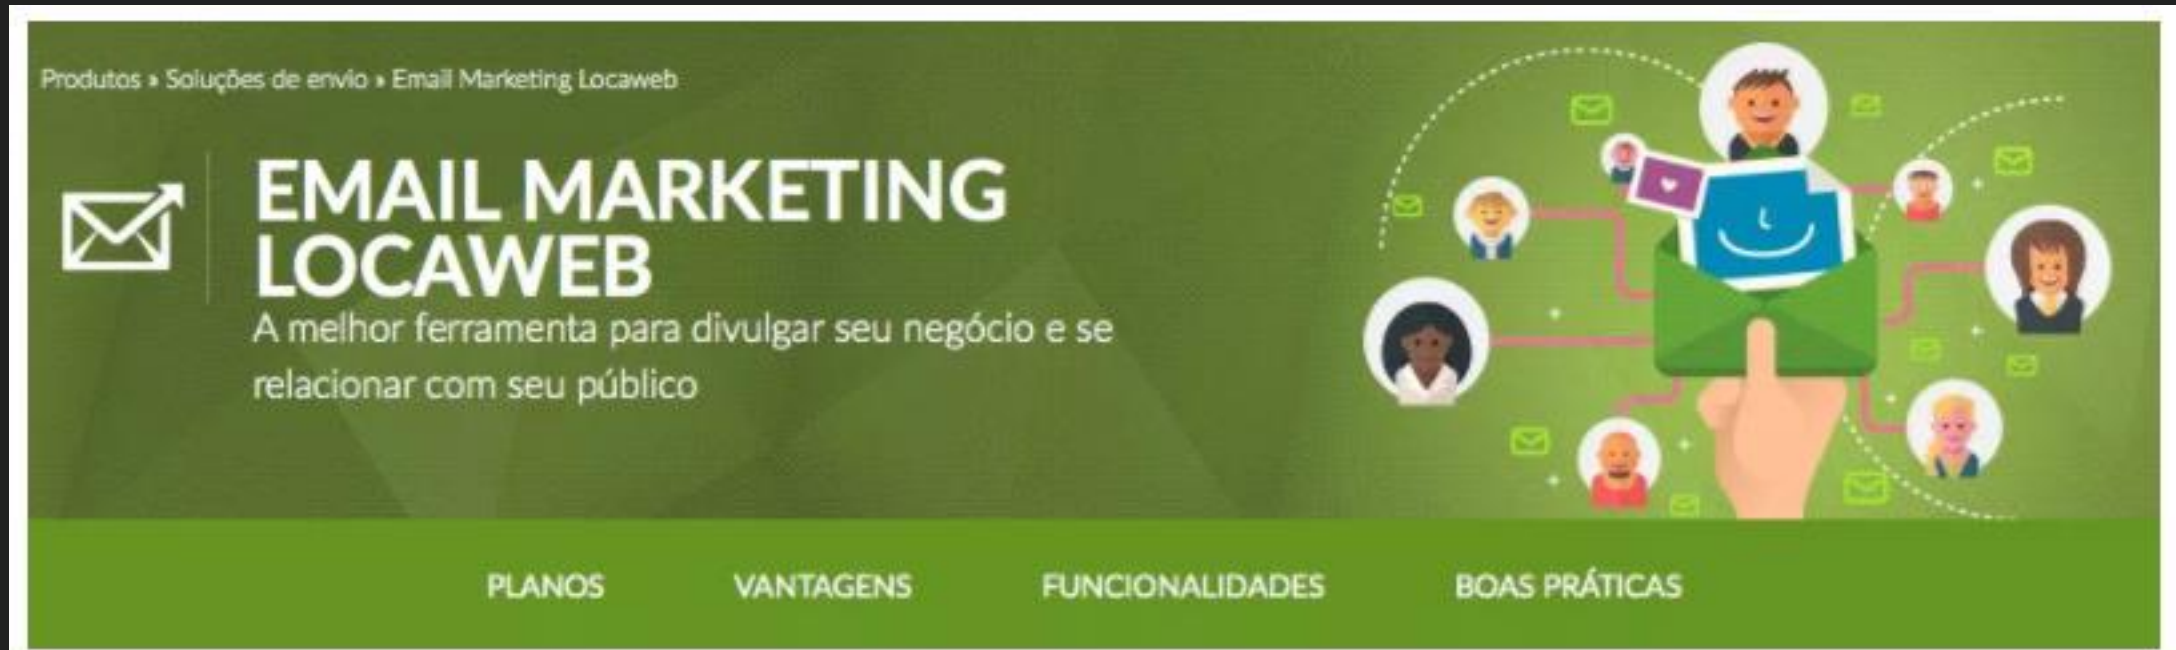 Produtos » Soluções de envio » Email Marketing Locaweb
EMAIL MARKETING
LOCAWEB
A melhor ferramenta para divulgar seu negócio e se
relacionar com seu público
PLANOS VANTAGENS FUNCIONALIDADES BOAS PRÁTICAS